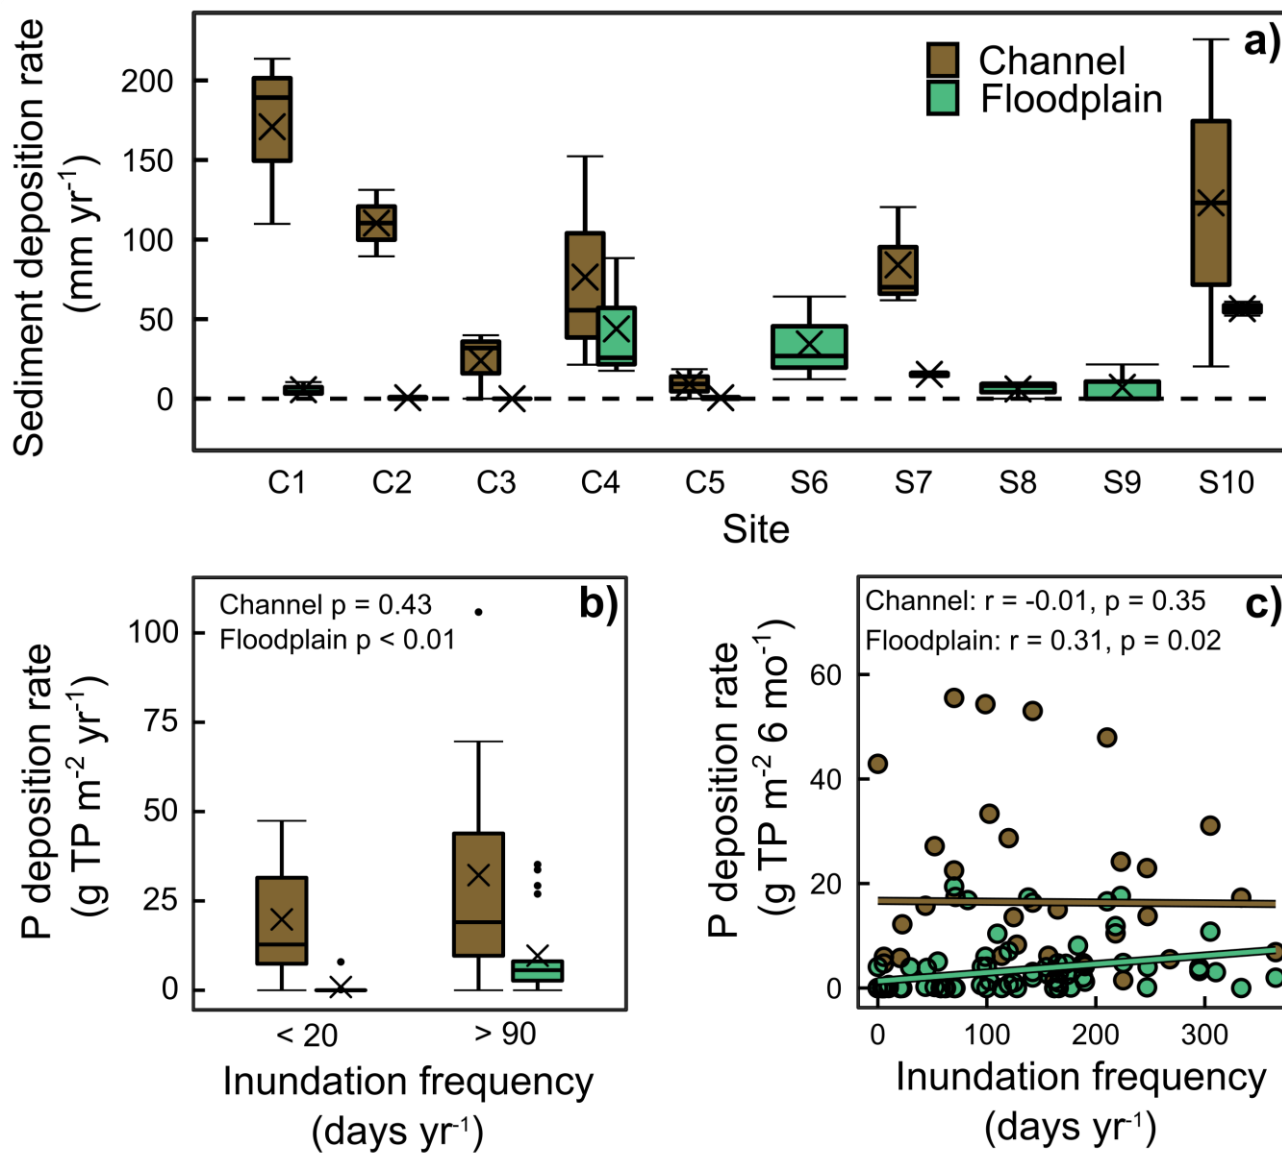 a)
Channel
Floodplain
Sediment deposition rate
(mm yr-1)
200
150
100
50
0
C1 C2 C3 C4 C5 S6 S7 S8 S9 S10
Site
b)
Channel p = 0.43
Floodplain p < 0.01
P deposition rate
(g TP m-2 yr-1)
100
75
50
25
0
< 20 > 90
Inundation frequency
(days yr-1)
c)
Channel: r = -0.01, p = 0.35
Floodplain: r = 0.31, p = 0.02
P deposition rate
(g TP m-2 6 mo-1)
60
40
20
0
0 100 200 300
Inundation frequency
(days yr-1)